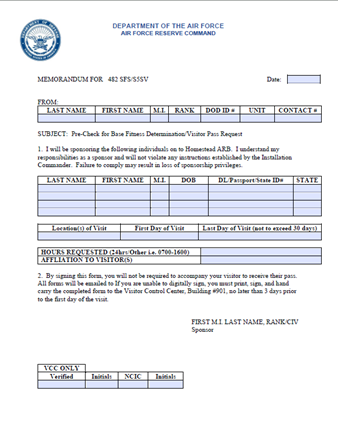 DEPARTMENT OF THE AIR FORCE
AIR FORCE RESERVE COMMAND
MEMORANDUM FOR 482 SFS/S5SV Date:
FROM:
LAST NAME FIRST NAME M.I. RANK DOD ID # UNIT CONTACT #
SUBJECT: Pre-Check for Base Fitness Determination/Visitor Pass Request
1. I will be sponsoring the following individuals on to Homestead ARB. I understand my
responsibilities as a sponsor and will not violate any instructions established by the Installation
Commander. Failure to comply may result in loss of sponsorship privileges.
LAST NAME FIRST NAME M.I. DOB DL/Passport/State ID# STATE
Location(s) of Visit First Day of Visit Last Day of Visit (not to exceed 30 days)
HOURS REQUESTED (24hrs/Other i.e. 0700-1600)
AFFLIATION TO VISITOR(S)
2. By signing this form, you will not be required to accompany your visitor to receive their pass.
All forms will be emailed to If you are unable to digitally sign, you must print, sign, and hand
carry the completed form to the Visitor Control Center, Building #901, no later than 3 days prior
to the first day of the visit.
FIRST M.I. LAST NAME, RANK/CIV
Sponsor
VCC ONLY
Verified Initials NCIC Initials